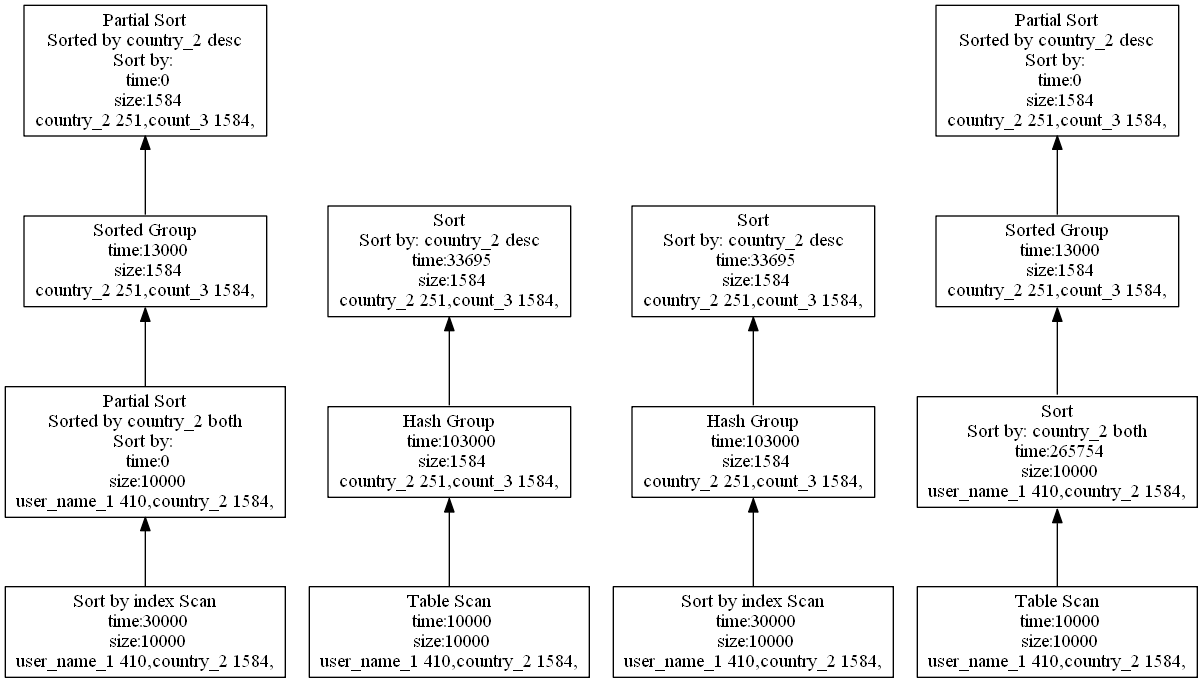 Partial Sort
Sorted by country_2 desc
Sort by:
time:0
size:1584
country_2 251,count_3 1584,
Sorted Group
time:13000
size:1584
country_2 251,count_3 1584,
Partial Sort
Sorted by country_2 both
Sort by:
time:0
size:10000
user_name_1 410,country_2 1584,
Sort by index Scan
time:30000
size:10000
user_name_1 410,country_2 1584,
Sort
Sort by: country_2 desc
time:33695
size:1584
country_2 251,count_3 1584,
Hash Group
time:103000
size:1584
country_2 251,count_3 1584,
Table Scan
time:10000
size:10000
user_name_1 410,country_2 1584,
Sort
Sort by: country_2 desc
time:33695
size:1584
country_2 251,count_3 1584,
Hash Group
time:103000
size:1584
country_2 251,count_3 1584,
Sort by index Scan
time:30000
size:10000
user_name_1 410,country_2 1584,
Partial Sort
Sorted by country_2 desc
Sort by:
time:0
size:1584
country_2 251,count_3 1584,
Sorted Group
time:13000
size:1584
country_2 251,count_3 1584,
Sort
Sort by: country_2 both
time:265754
size:10000
user_name_1 410,country_2 1584,
Table Scan
time:10000
size:10000
user_name_1 410,country_2 1584,